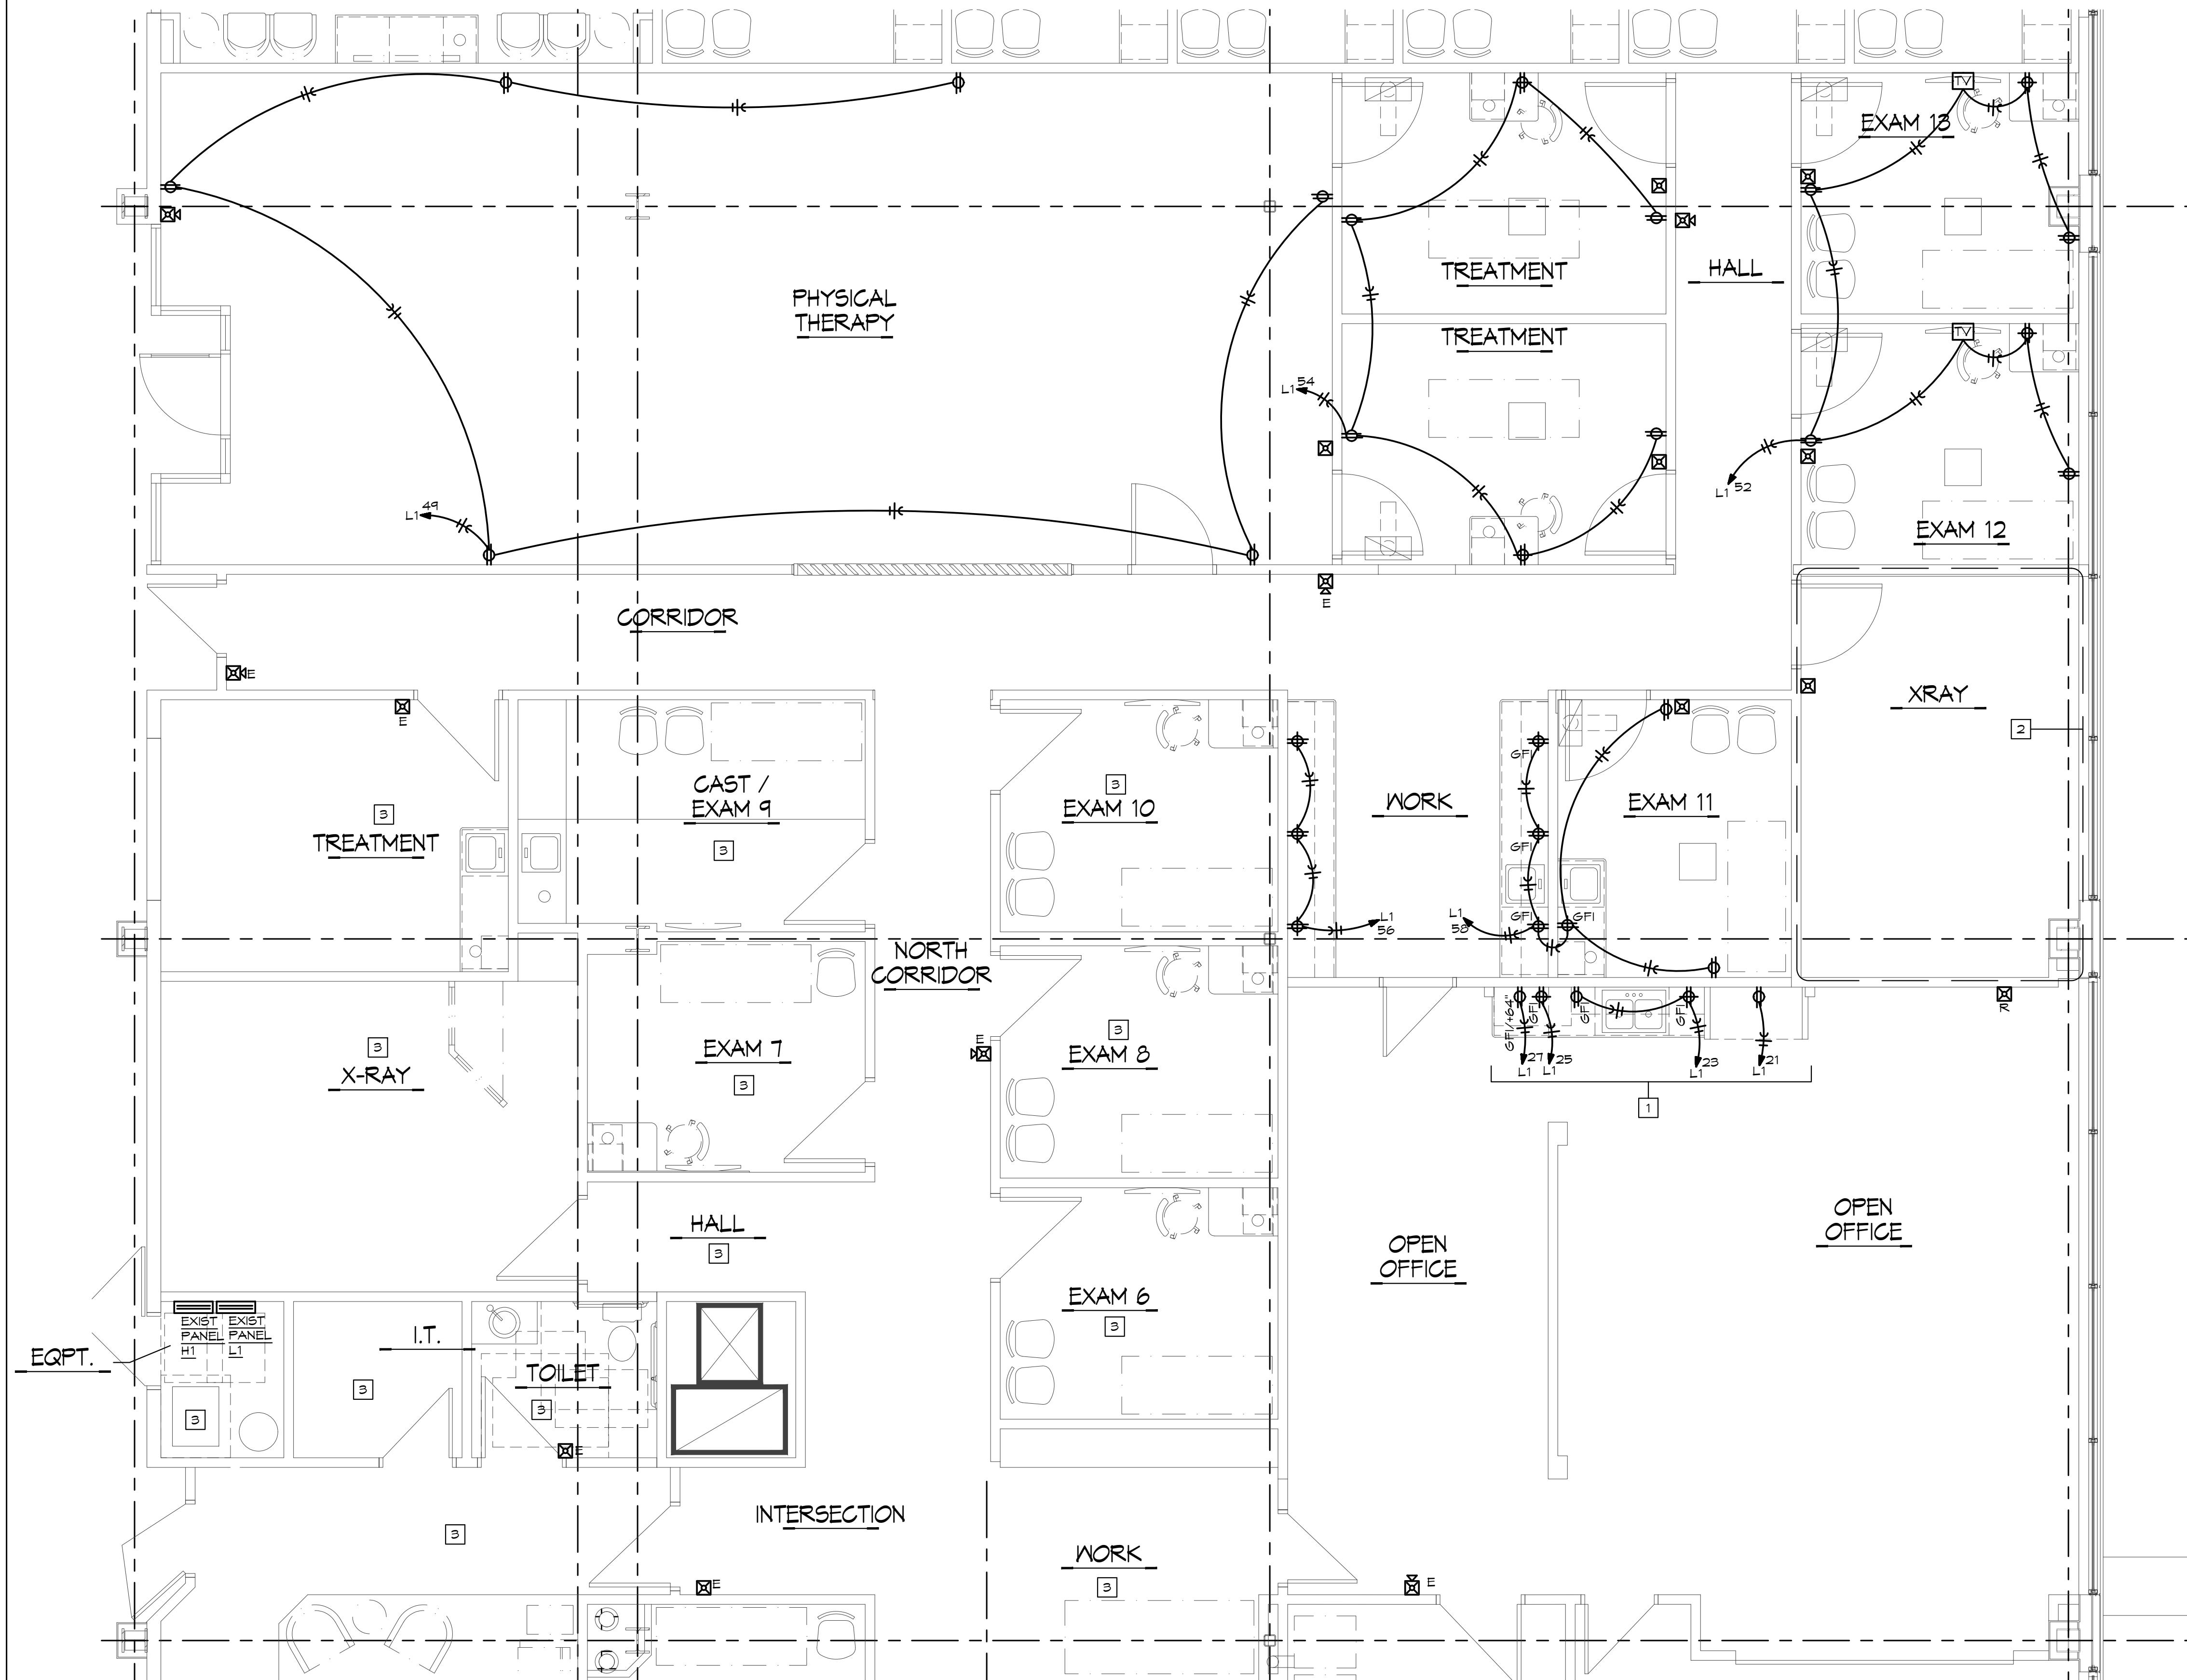 TV
EXAM 13
TREATMENT
HALL
PHYSICAL
THERAPY
TREATMENT
TV
L1 54
L1 52
L1 49
EXAM 12
E
CORRIDOR
E
E
XRAY
2
GFI
CAST /
EXAM 9
3
3
EXAM 10
WORK
EXAM 11
3
TREATMENT
GFI
3
L1
56
L1
58
GFI
GFI
NORTH
CORRIDOR
R
GFI/+64"
GFI
GFI
GFI
E
3
X-RAY
EXAM 7
3
3
EXAM 8
27
L1
25
L1
23
L1
21
L1
1
HALL
3
OPEN
OFFICE
OPEN
OFFICE
EXAM 6
3
EXIST
PANEL
H1
EXIST
PANEL
L1
I.T.
EQPT.
TOILET
3
3
3
E
INTERSECTION
3
WORK
3
E
E